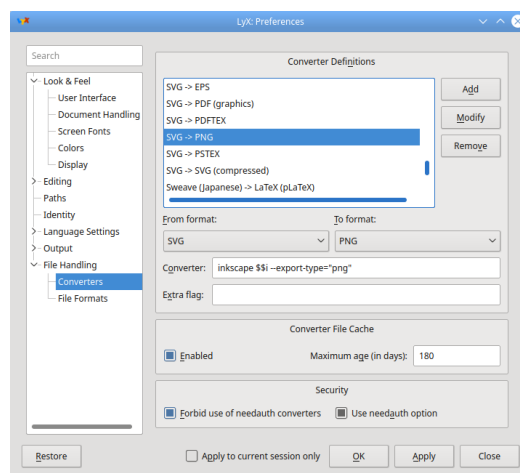 LyX: Preferences
Search
Look & Feel
User Interface
Document Handling
Screen Fonts
Colors
Display
Editing
Paths
Identity
Language Settings
Output
File Handling
Converters
File Formats
Converter Definitions
SVG -> EPS
SVG -> PDF (graphics)
SVG -> PDFTEX
SVG -> PNG
SVG -> PSTEX
SVG -> SVG (compressed)
Sweave (Japanese) -> LaTeX (pLaTeX)
Add
Modify
Remove
From format: To format:
SVG PNG
Converter: inkscape $$i --export-type="png"
Extra flag:
Converter File Cache
Enabled Maximum age (in days): 180
Security
Forbid use of needauth converters Use needauth option
Restore Apply to current session only OK Apply Close